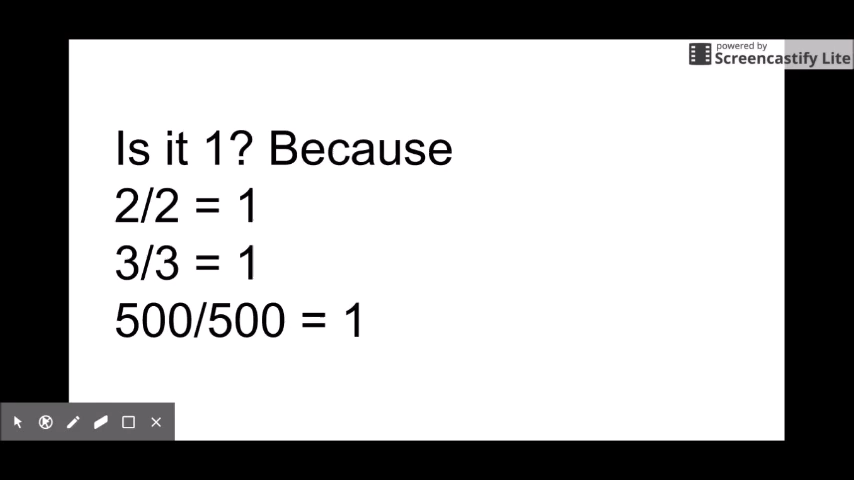 powered by
Screencastify Lite
Is it 1? Because
2/2 = 1
3/3 = 1
500/500 = 1